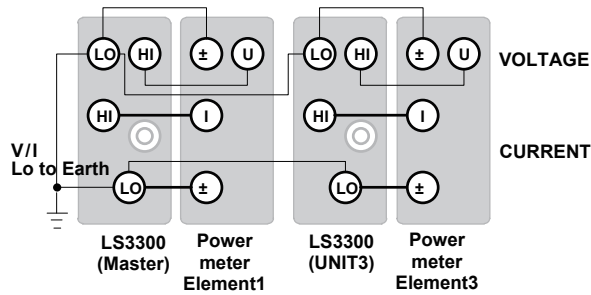 LO HI ± U LO HI ± U VOLTAGE
HI I HI I
V/I
Lo to Earth
CURRENT
LO ± LO ±
LS3300
(Master)
Power
meter
Element1
LS3300
(UNIT3)
Power
meter
Element3